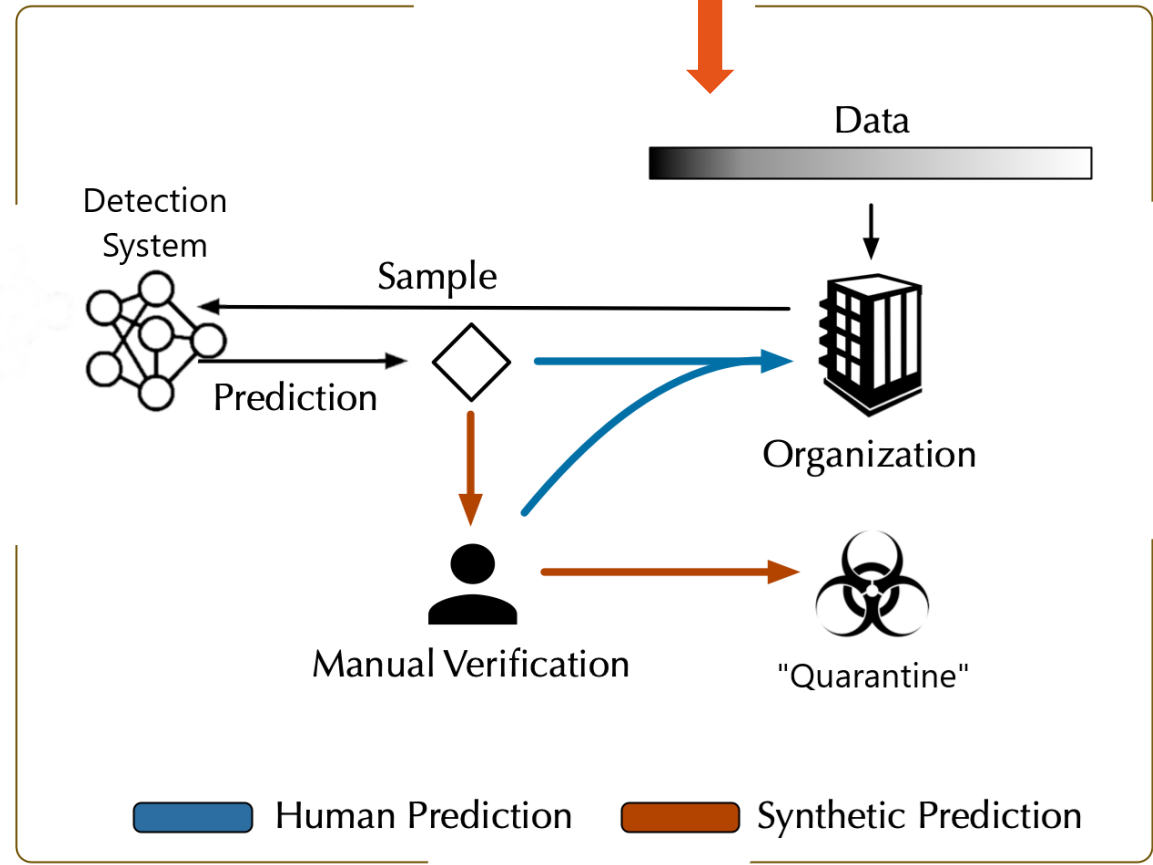 Data
Detection
System
Sample
Prediction
Organization
Manual Verification
"Quarantine"
Human Prediction
Synthetic Prediction